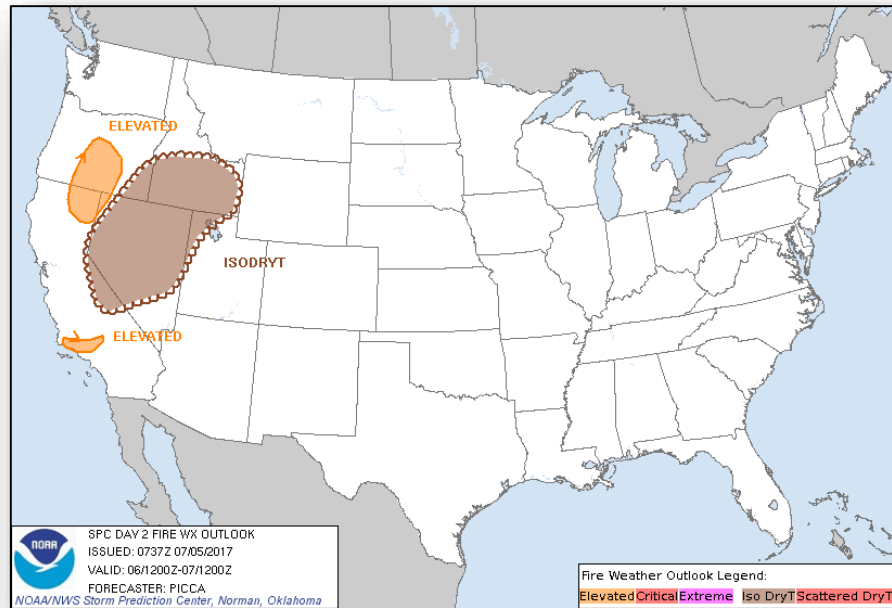 ELEVATED
ISODRYT
ELEVATED
NOAA
SPC DAY 2 FIRE WX OUTLOOK
ISSUED: 0737Z 07/05/2017
VALID: 06/1200Z-07/1200Z
FORECASTER: PICCA
NOAA/NWS Storm Prediction Center, Norman, Oklahoma
Fire Weather Outlook Legend:
Elevated Critical Extreme Iso DryT Scattered DryT